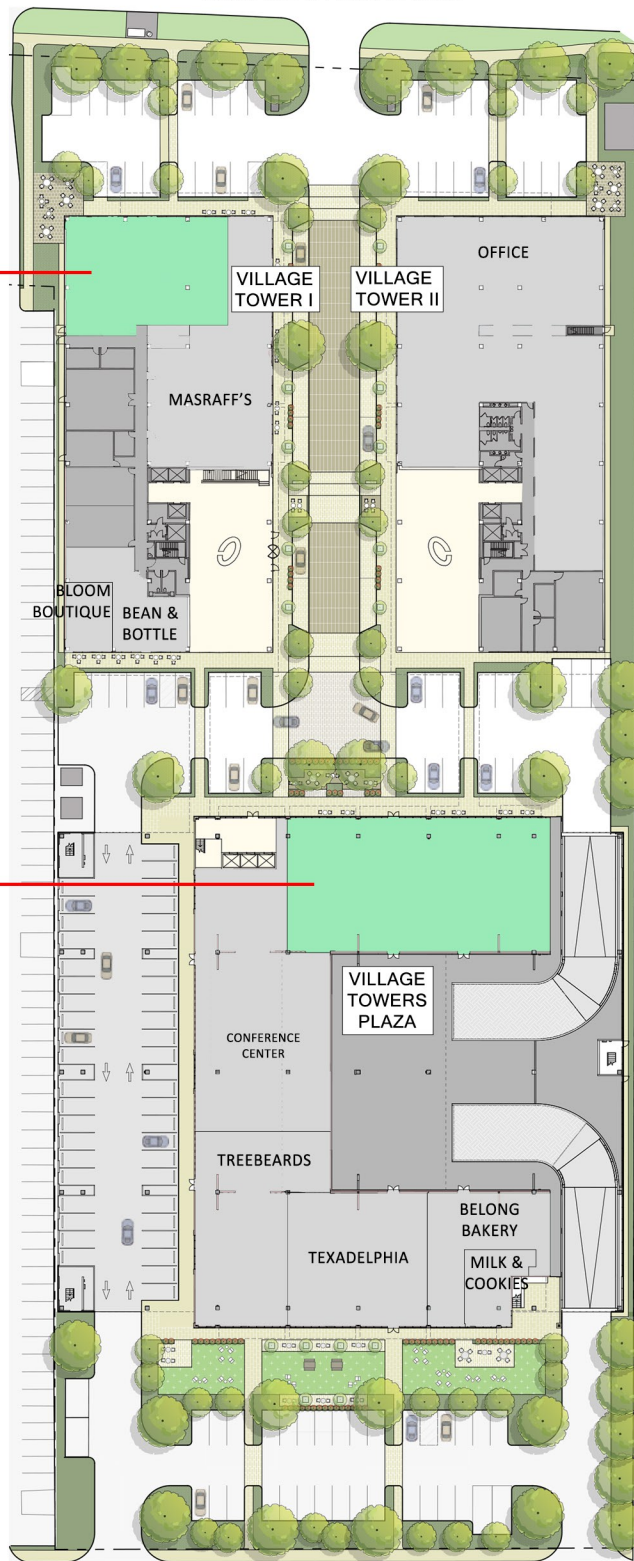 OFFICE
VILLAGE
TOWER I
VILLAGE
TOWER II
MASRAFF'S
BLOOM
BOUTIQUE
BEAN &
BOTTLE
VILLAGE
TOWERS
PLAZA
CONFERENCE
CENTER
TREEBEARDS
BELONG
BAKERY
TEXADELPHIA
MILK &
COOKIES